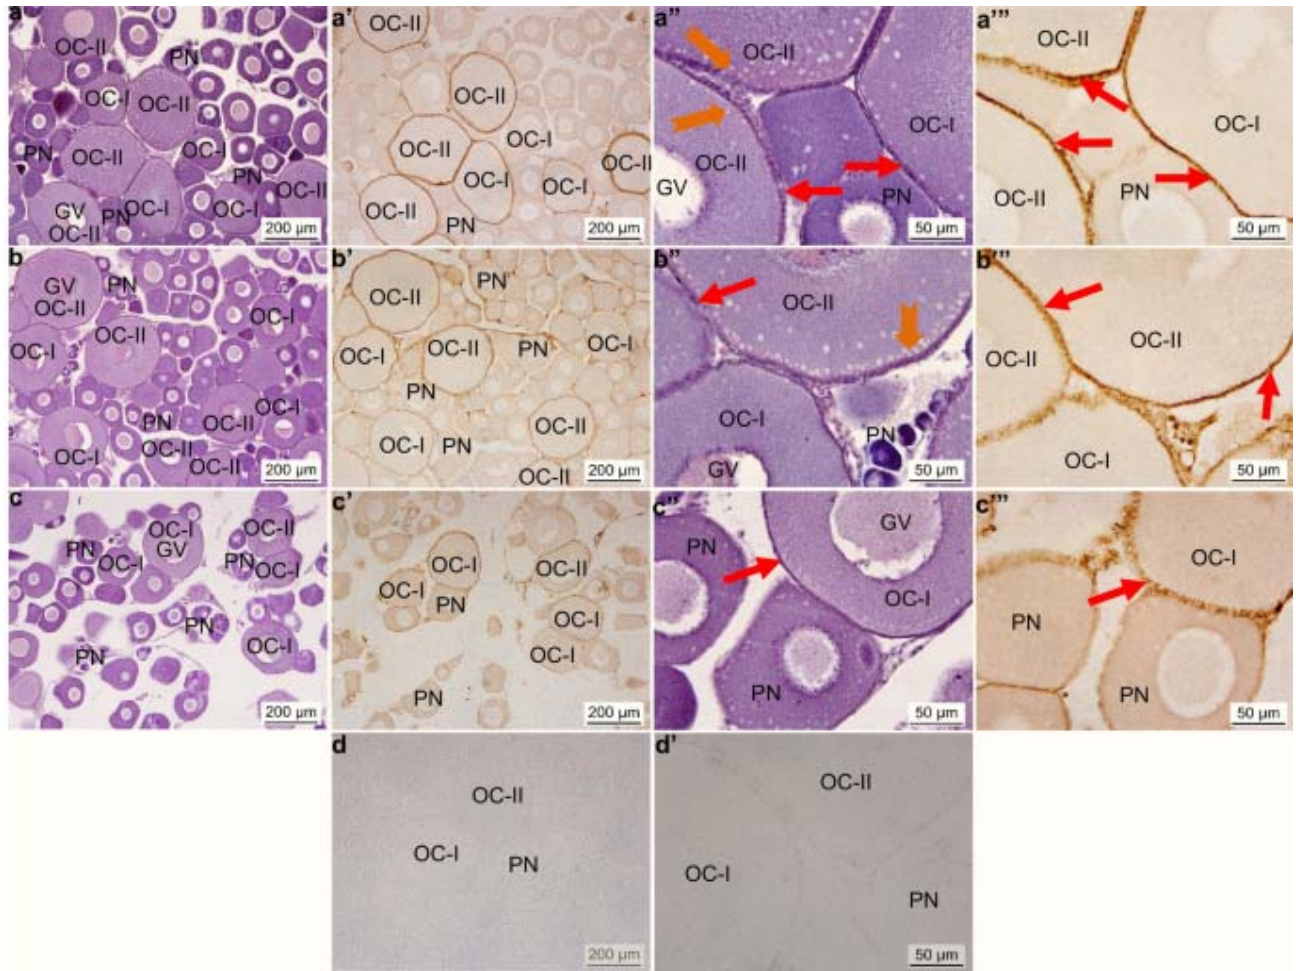 a
OC-II
PN
OC-I OC-II
PN OC-II OC-I
PN
GV PN OC-I OC-II
OC-II
200 µm
a'
OC-II
OC-II
OC-II OC-I
OC-I OC-I
OC-II PN
200 µm
a''
OC-II
OC-I
OC-II
GV PN
50 µm
a'''
OC-II
OC-I
PN
OC-II
50 µm
b
GV PN
OC-II
OC-I
OC-I OC-II
OC-I
PN OC-II
OC-I OC-II OC-II
200 µm
b'
PN
OC-II
OC-I OC-II PN OC-I
PN
OC-II
OC-I PN
OC-II
200 µm
b''
OC-II
OC-I
PN
GV
50 µm
b'''
OC-II
OC-II
OC-I
50 µm
c
OC-I OC-II
PN GV
OC-I PN OC-I
PN
OC-I
PN
200 µm
c'
OC-I OC-II
OC-I PN
OC-I
OC-I
PN
200 µm
c''
GV
PN
OC-I
PN
50 µm
c'''
OC-I
PN
PN
50 µm
d
OC-II
OC-I PN
200 µm
d'
OC-II
OC-I
PN
50 µm